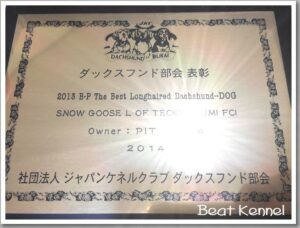 JKC
DACHSHUND BUKAI
ダックスフンド部会 表彰
2013 B-P The Best Longhaired Dachshund-DOG
SNOW GOOSE L OF
FCI
Owner: PIT
2014
社団法人 ジャパンケネルクラブ ダックスフンド部会
Beat Kennel